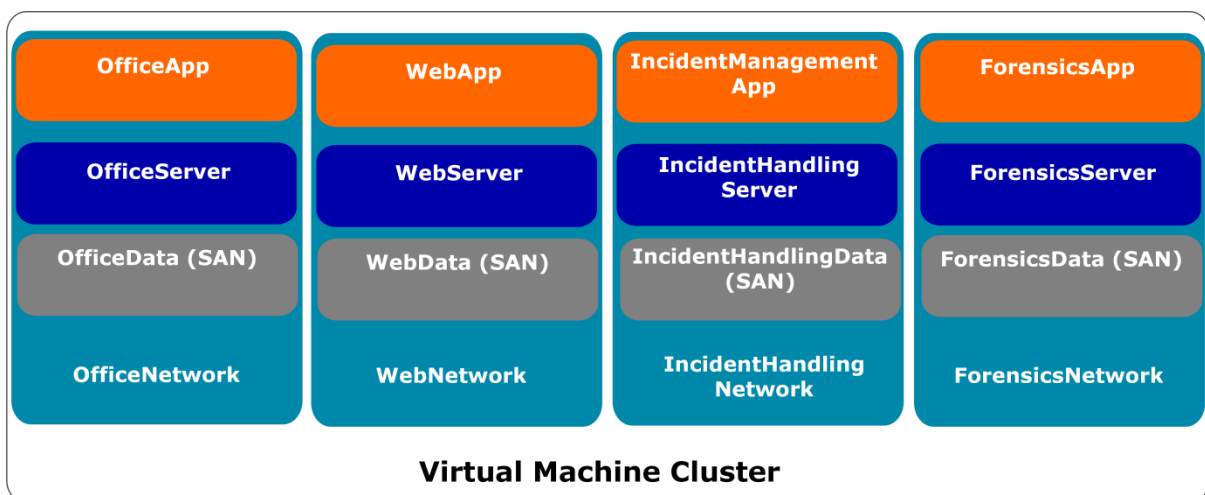 OfficeApp
WebApp
IncidentManagement
App
ForensicsApp
OfficeServer
WebServer
IncidentHandling
Server
ForensicsServer
OfficeData (SAN)
WebData (SAN)
IncidentHandlingData
(SAN)
ForensicsData (SAN)
OfficeNetwork
WebNetwork
IncidentHandling
Network
ForensicsNetwork
Virtual Machine Cluster